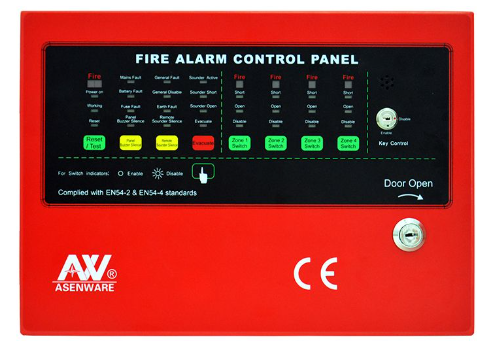 FIRE ALARM CONTROL PANEL
Fire
Power on
Working
Reset
Reset
/ Test
Mains Fault
Battery Fault
Fuse Fault
Panel
Buzzer Silence
Panel
Buzzer Silence
General Fault
General Disable
Earth Fault
Remote
Sounder Silence
Sounder Silence
Sounder Active
Sounder Short
Sounder Open
Evacuate
Evacuate
Fire
Short
Open
Disable
Zone 1
Switch
Fire
Short
Open
Disable
Zone 2
Switch
Fire
Short
Open
Disable
Zone 3
Switch
Fire
Short
Open
Disable
Zone 4
Switch
Disable
Enable
Key Control
For Switch indicators:
Enable
Disable
Complied with EN54-2 & EN54-4 standards
Door Open
AW®
ASENWARE
CE